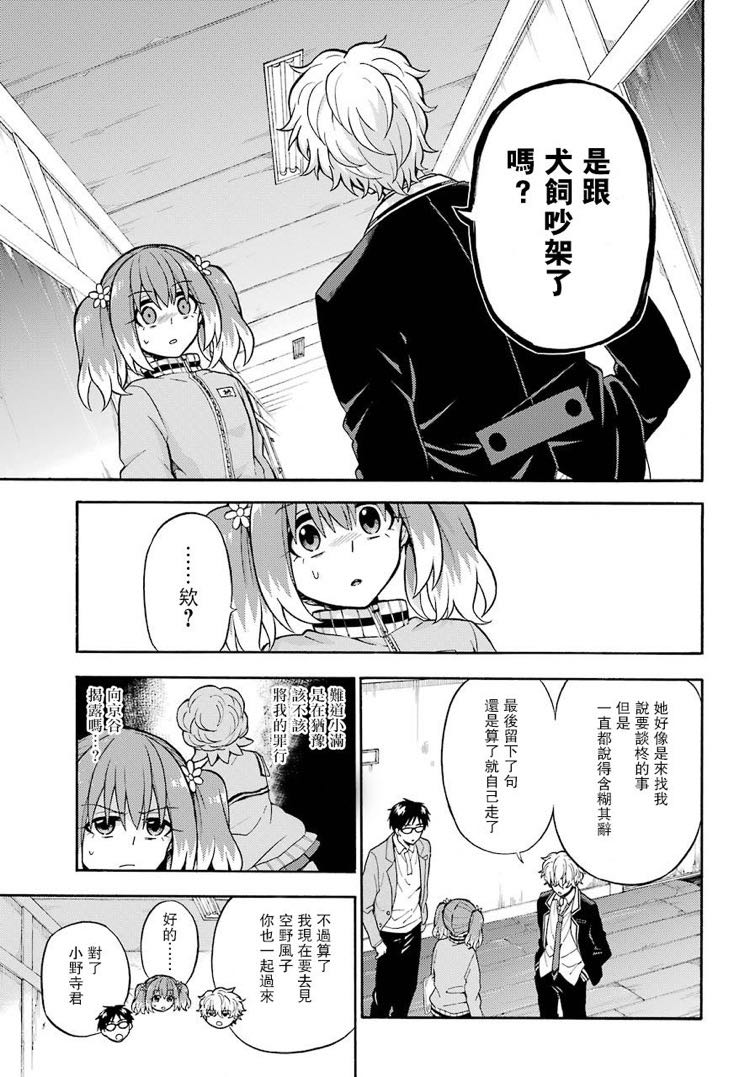 是跟
犬飼吵架了
嗎？
……欸？
她好像是來找我
說要談柊的事
但是
一直都說得含糊其辭
最後留下了句
還是算了就自己走了
難道小滿
是在猶豫
該不該
將我的罪行
向京谷
揭露嗎…？
不過算了
我現在要去見
空野風子
你也一起過來
好的……
對了
小野寺君